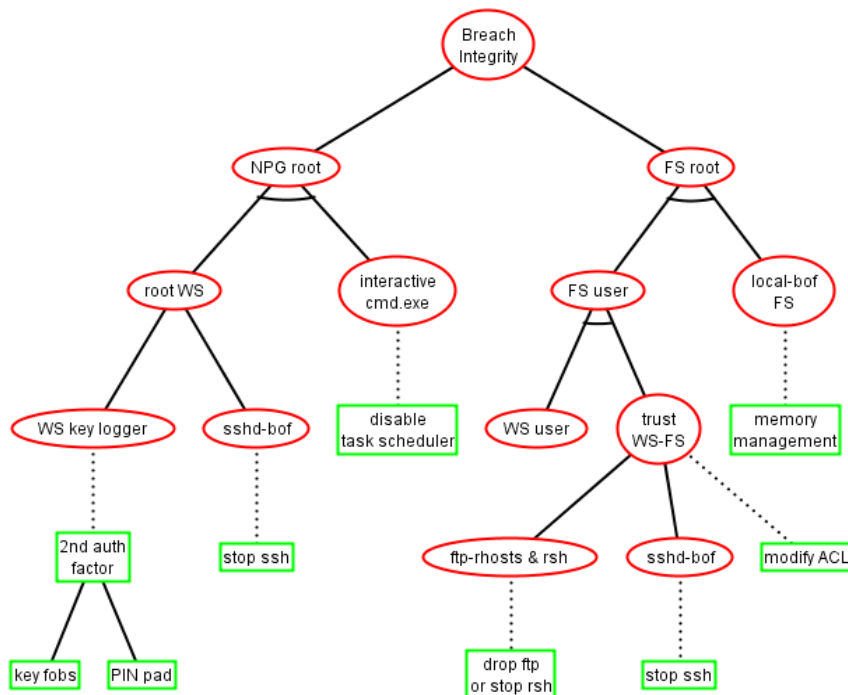 Breach
Integrity
NPG root
FS root
root WS
interactive
cmd.exe
FS user
local-bof
FS
WS key logger
sshd-bof
disable
task scheduler
WS user
trust
WS-FS
memory
management
2nd auth
factor
stop ssh
ftp-rhosts & rsh
sshd-bof
modify ACL
key fobs
PIN pad
drop ftp
or stop rsh
stop ssh